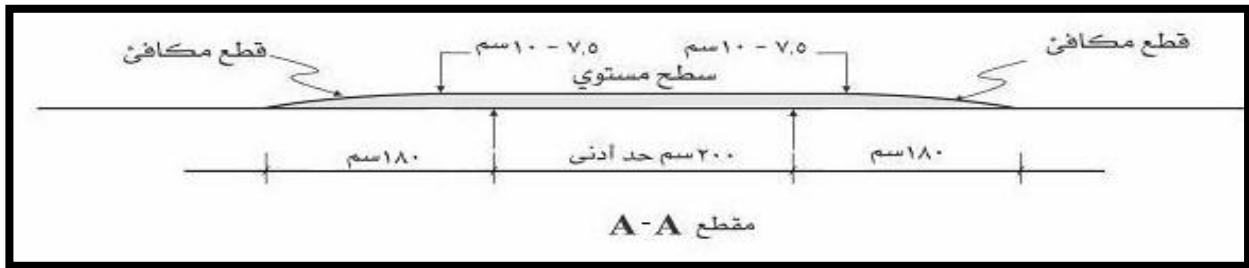 قطع مكافئ
٧,٥ - ١٠سم
٧,٥ - ١٠سم
قطع مكافئ
سطح مستوي
١٨٠سم
٢٠٠سم حد أدنى
١٨٠سم
مقطع A-A